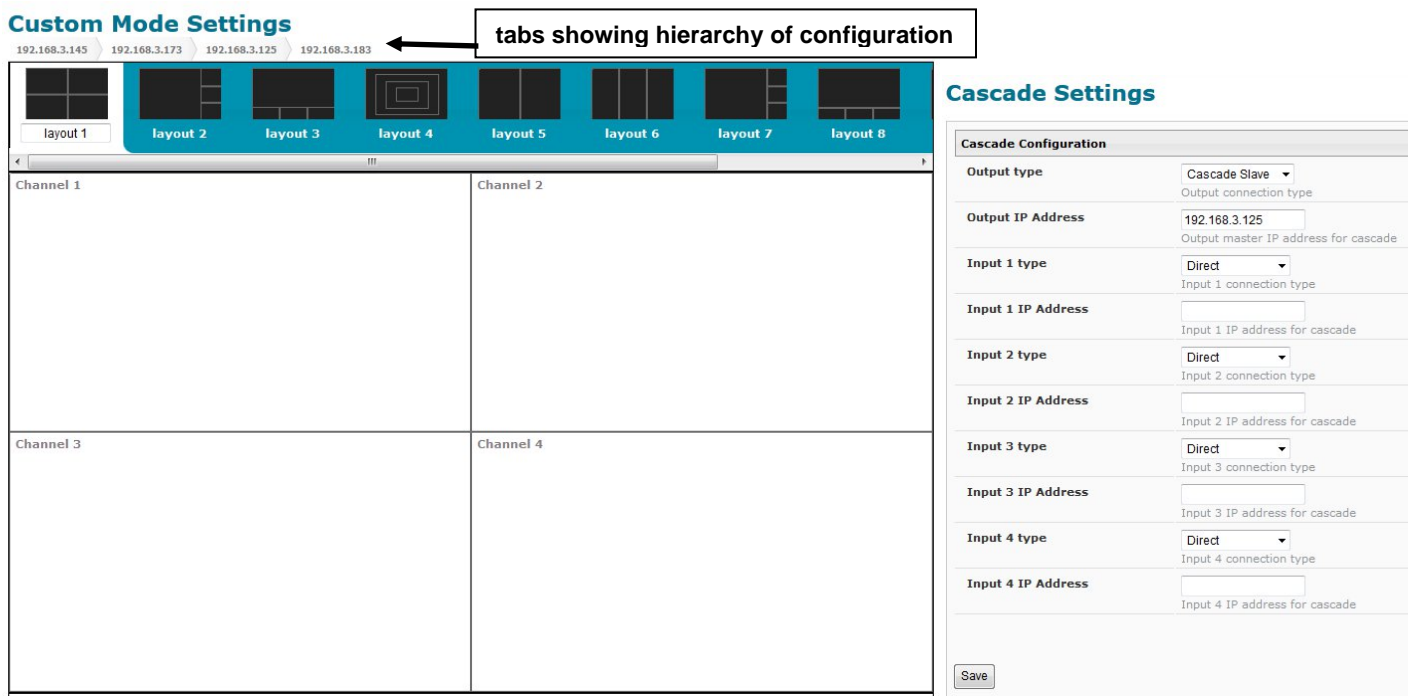 Custom Mode Settings
192.168.3.145 192.168.3.173 192.168.3.125 192.168.3.183
tabs showing hierarchy of configuration
layout 1 layout 2 layout 3 layout 4 layout 5 layout 6 layout 7 layout 8
Channel 1
Channel 2
Channel 3
Channel 4
Cascade Settings
Cascade Configuration
Output type Cascade Slave
Output connection type
Output IP Address 192.168.3.125
Output master IP address for cascade
Input 1 type Direct
Input 1 connection type
Input 1 IP Address
Input 1 IP address for cascade
Input 2 type Direct
Input 2 connection type
Input 2 IP Address
Input 2 IP address for cascade
Input 3 type Direct
Input 3 connection type
Input 3 IP Address
Input 3 IP address for cascade
Input 4 type Direct
Input 4 connection type
Input 4 IP Address
Input 4 IP address for cascade
Save